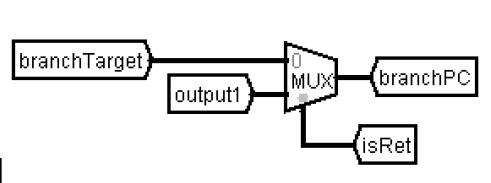 branchTarget
0
MUX
branchPC
output1
isRet